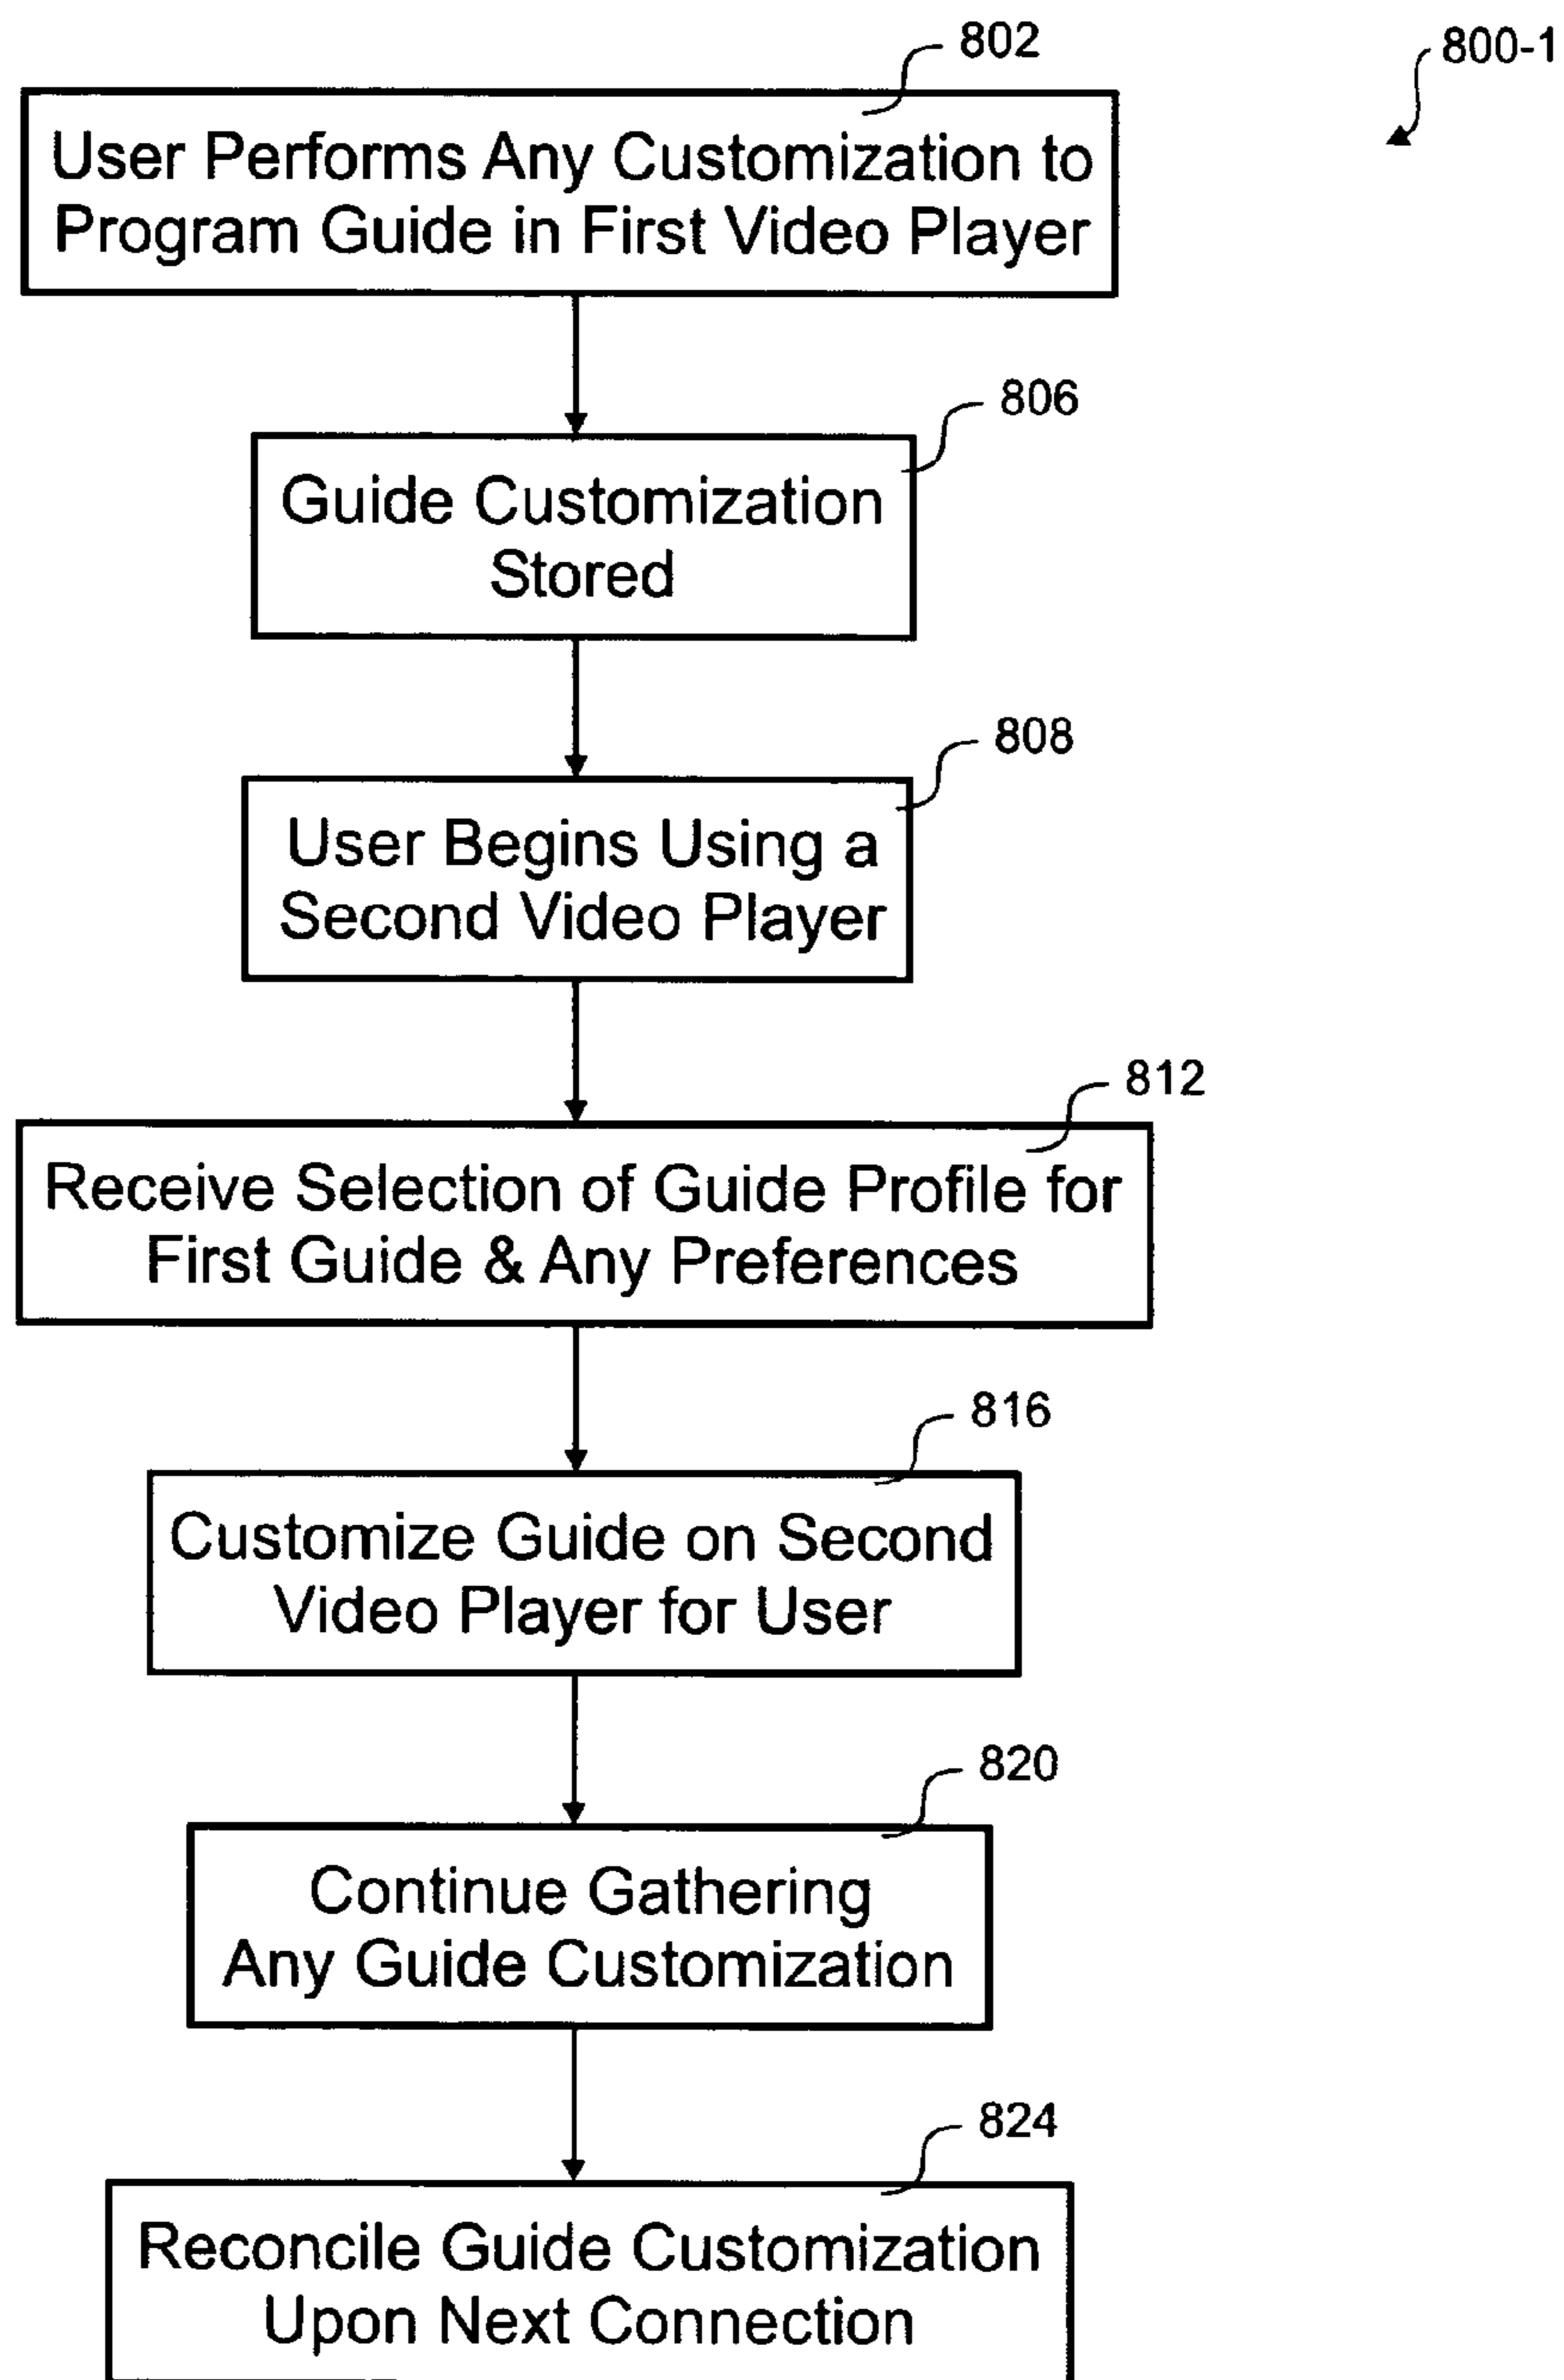 802
800-1
User Performs Any Customization to
Program Guide in First Video Player
806
Guide Customization
Stored
808
User Begins Using a
Second Video Player
812
Receive Selection of Guide Profile for
First Guide & Any Preferences
816
Customize Guide on Second
Video Player for User
820
Continue Gathering
Any Guide Customization
824
Reconcile Guide Customization
Upon Next Connection